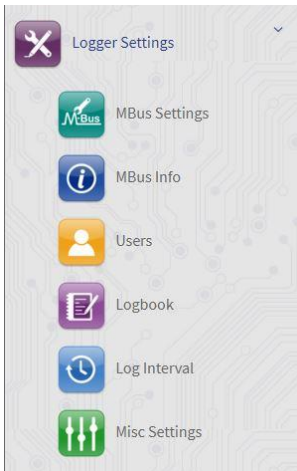 Logger Settings
MBus
MBus Settings
MBus Info
Users
Logbook
Log Interval
Misc Settings